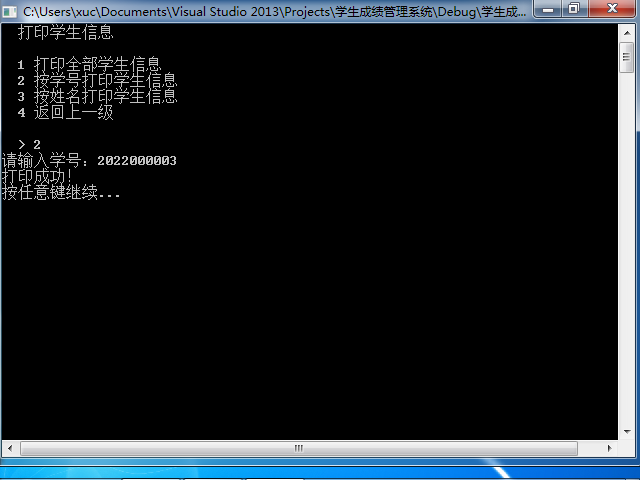 C:\Users\xuc\Documents\Visual Studio 2013\Projects\学生成绩管理系统\Debug\学生成...
打印学生信息
1 打印全部学生信息
2 按学号打印学生信息
3 按姓名打印学生信息
4 返回上一级
> 2
请输入学号：2022000003
打印成功!
按任意键继续...